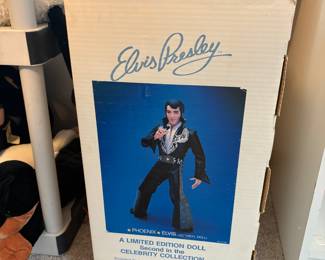 Elvis Presley
★ PHOENIX ★ ELVIS
A LIMITED EDITION DOLL
Second in the
CELEBRITY COLLECTION